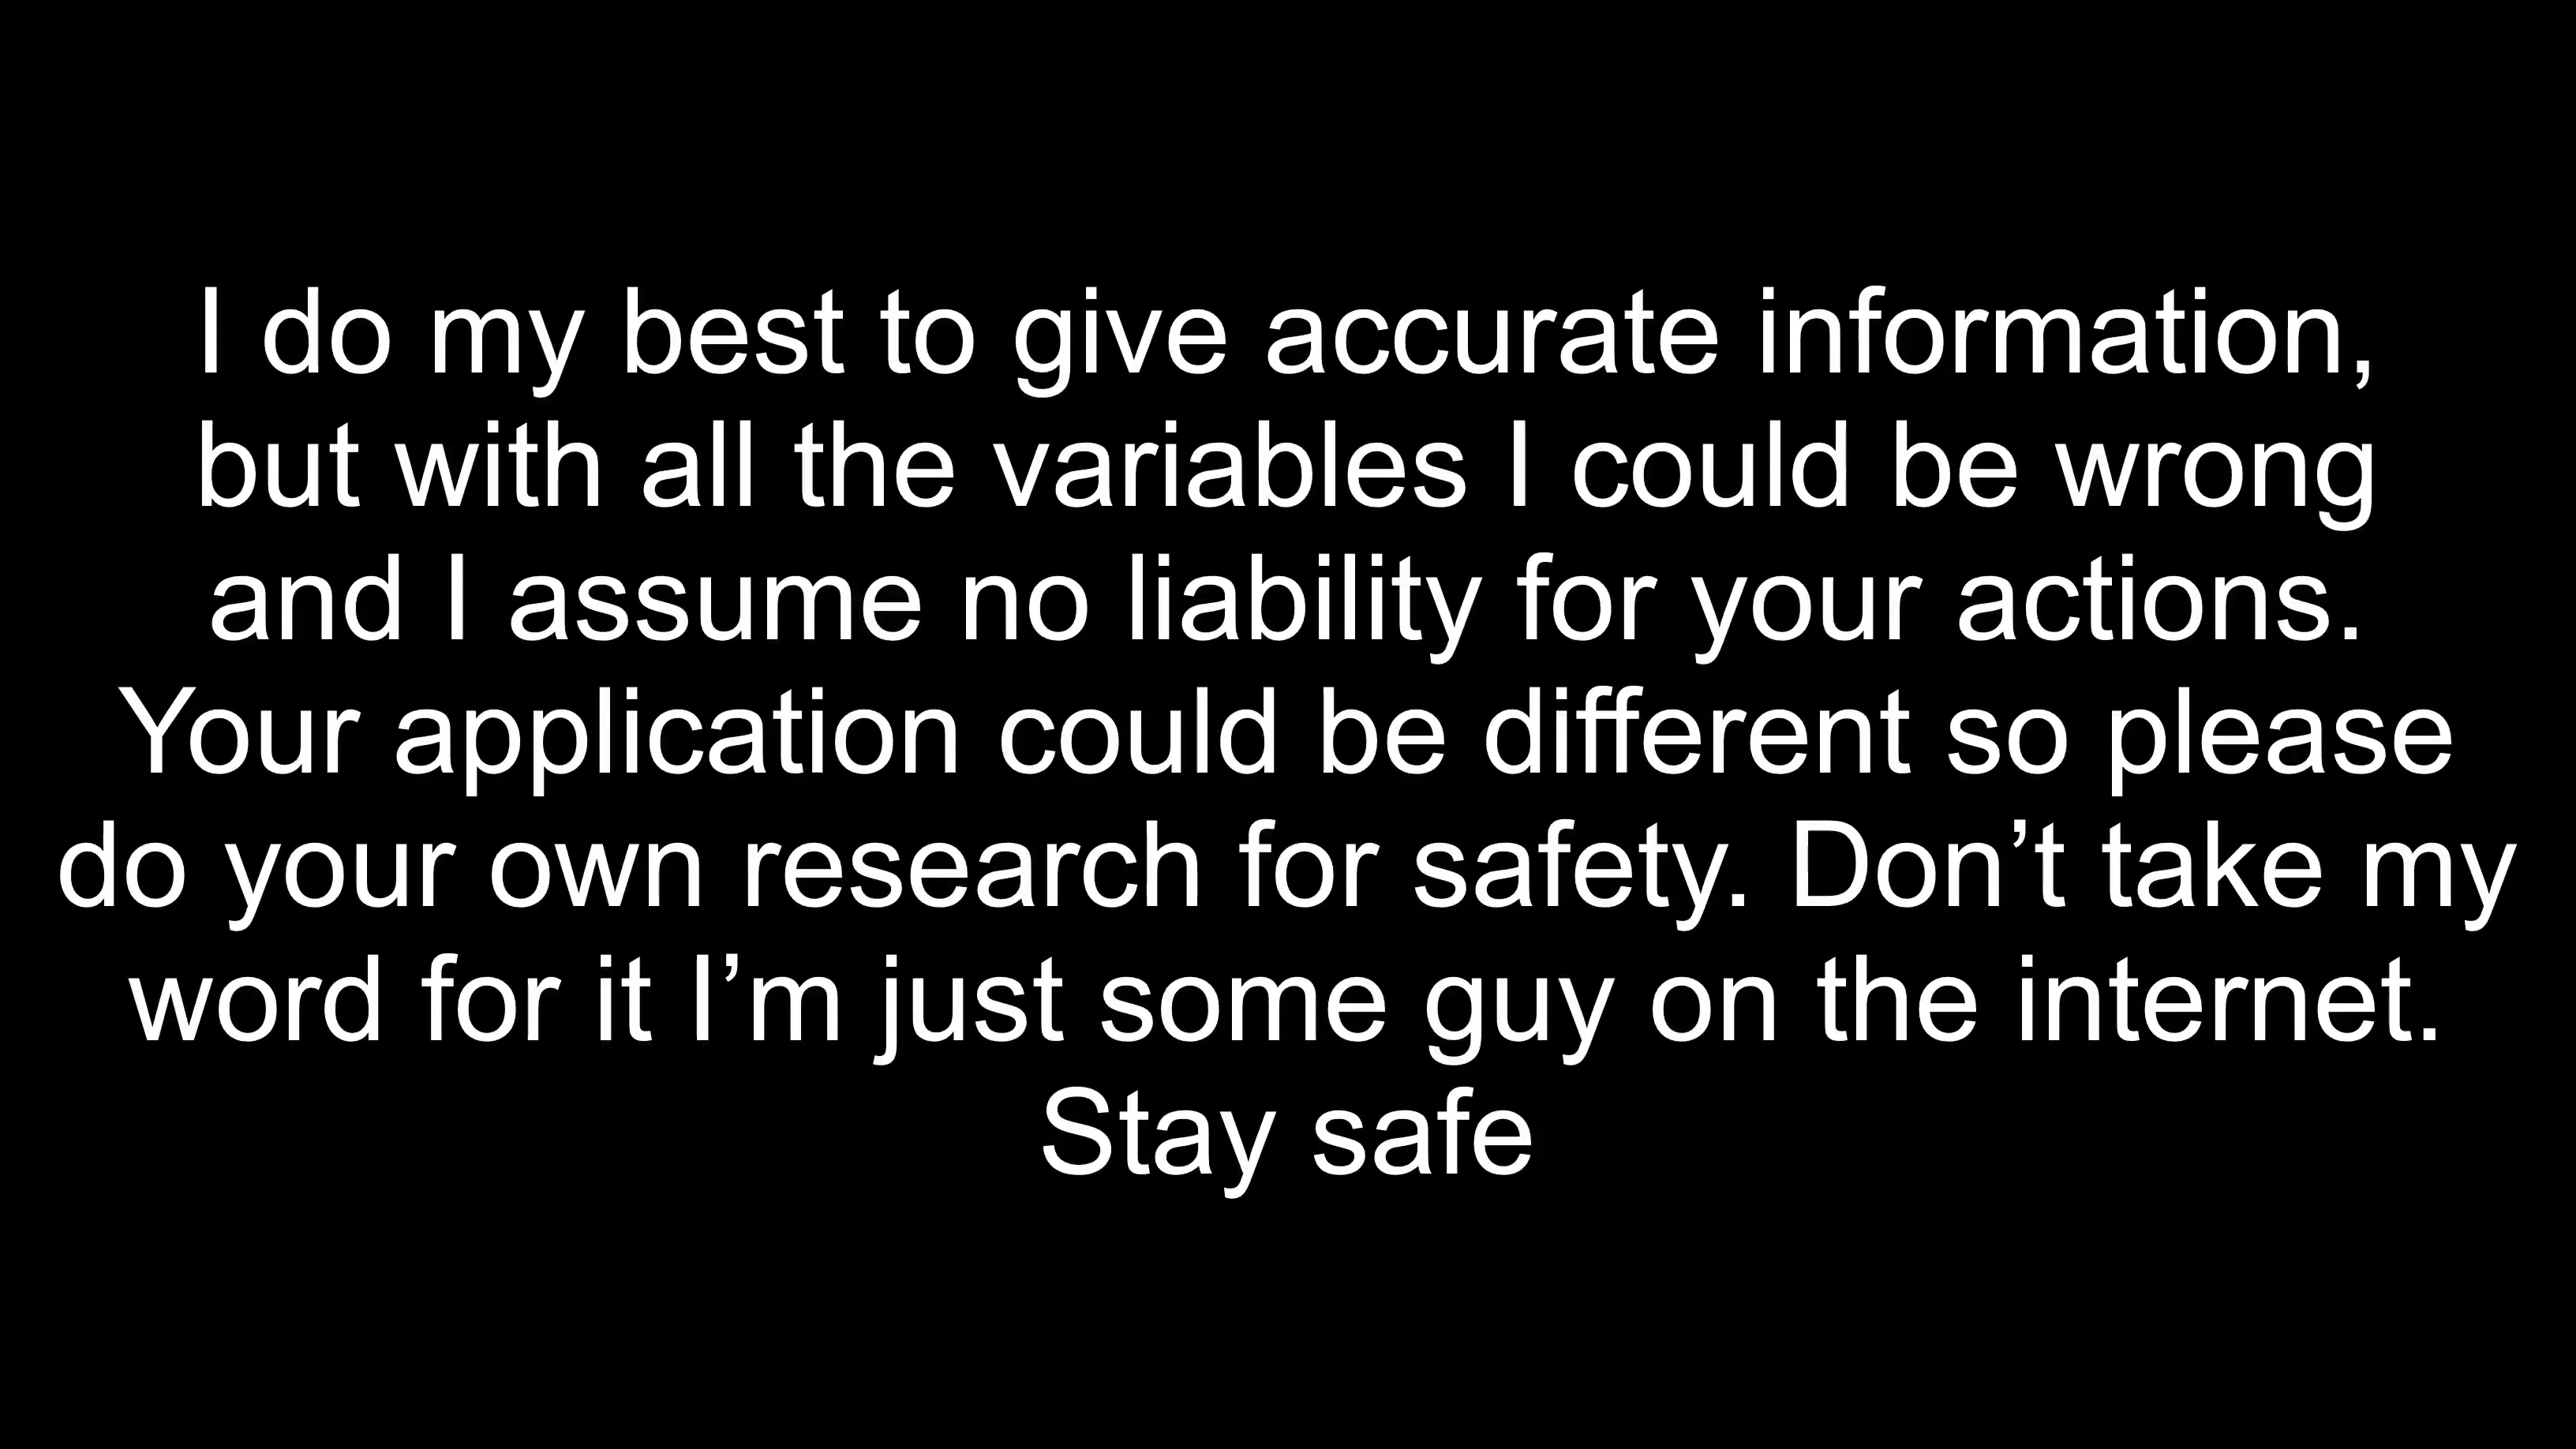 I do my best to give accurate information,
but with all the variables I could be wrong
and I assume no liability for your actions.
Your application could be different so please
do your own research for safety. Don’t take my
word for it I’m just some guy on the internet.
Stay safe